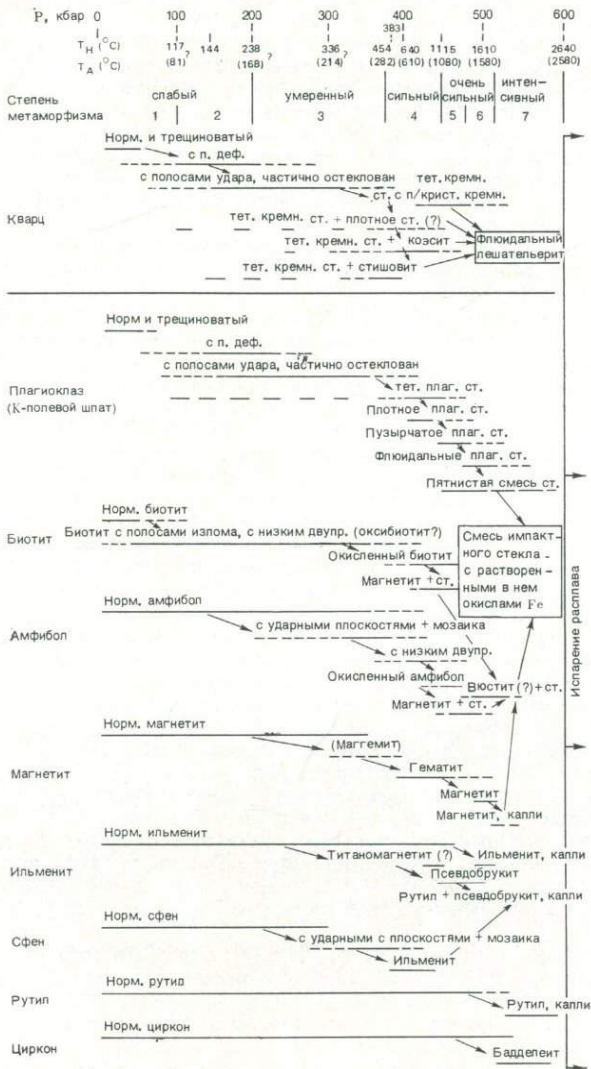 P, кбар 0 100 200 300 383 400 500 600
Tн (°C) 117 ? 144 238 ? 336 ? 454 640 1115 1610 2640
TА (°C) (81) (168) (214) (282) (610) (1080) (1580) (2580)
Степень метаморфизма
слабый
умеренный
сильный
очень сильный
интен-
сивный
1 2 3 4 5 6 7
Кварц
Норм. и трещиноватый
с п. деф.
с полосами удара, частично остеклован
тет. кремн.
ст. с п/крист. кремн.
тет. кремн. ст. + плотное ст. (?)
тет. кремн. ст. + коэсит
тет. кремн. ст. + стишовит
Флюидальный
лешательерит
Плагиоклаз
(К-полевой шпат)
Норм и трещиноватый
с п. деф.
с полосами удара, частично остеклован
тет. плаг. ст.
Плотное плаг. ст.
Пузырчатое плаг. ст.
Флюидальные плаг. ст.
Пятнистая смесь ст.
Биотит
Норм. биотит
Биотит с полосами излома, с низким двупр. (оксибиотит?)
Окисленный биотит
Магнетит + ст.
Смесь импакт-
ного стекла -
с растворен-
ными в нем
окислами Fe
Амфибол
Норм. амфибол
с ударными плоскостями + мозаика
с низким двупр.
Окисленный амфибол
Магнетит + ст.
Вюстит (?) + ст.
Магнетит
Норм. магнетит
(Маггемит)
Гематит
Магнетит
Магнетит, капли
Ильменит
Норм. ильменит
Титаномагнетит (?)
Ильменит, капли
Псевдобрукит
Рутил + псевдобрукит, капли
Сфен
Норм. сфен
с ударными с плоскостями + мозаика
Ильменит
Рутил
Норм. рутил
Рутил, капли
Циркон
Норм. циркон
Бадделеит
Испарение расплава